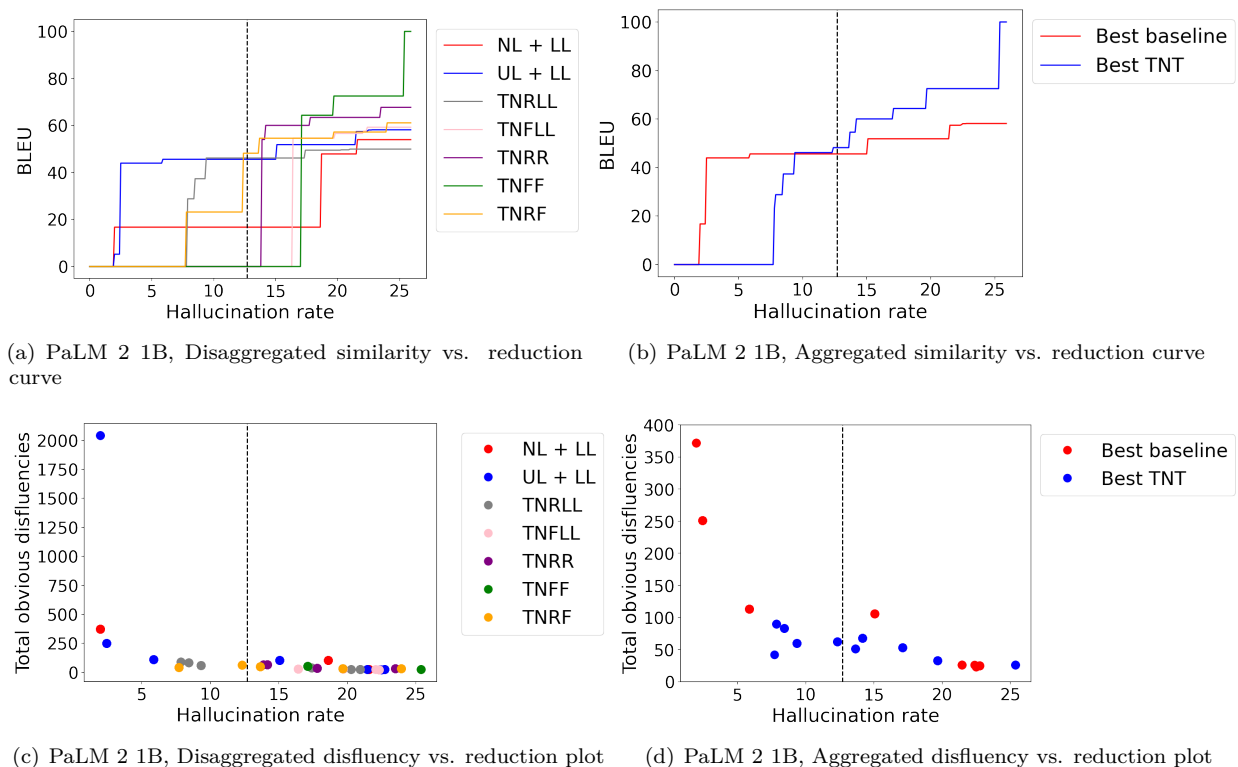 100
80
60
40
20
0
BLEU
0 5 10 15 20 25
Hallucination rate
NL + LL
UL + LL
TNRLL
TNFLL
TNRR
TNFF
TNRF
(a) PaLM 2 1B, Disaggregated similarity vs. reduction
curve
100
80
60
40
20
0
BLEU
0 5 10 15 20 25
Hallucination rate
Best baseline
Best TNT
(b) PaLM 2 1B, Aggregated similarity vs. reduction curve
2000
1750
1500
1250
1000
750
500
250
0
Total obvious disfluencies
5 10 15 20 25
Hallucination rate
NL + LL
UL + LL
TNRLL
TNFLL
TNRR
TNFF
TNRF
(c) PaLM 2 1B, Disaggregated disfluency vs. reduction plot
400
350
300
250
200
150
100
50
0
Total obvious disfluencies
5 10 15 20 25
Hallucination rate
Best baseline
Best TNT
(d) PaLM 2 1B, Aggregated disfluency vs. reduction plot